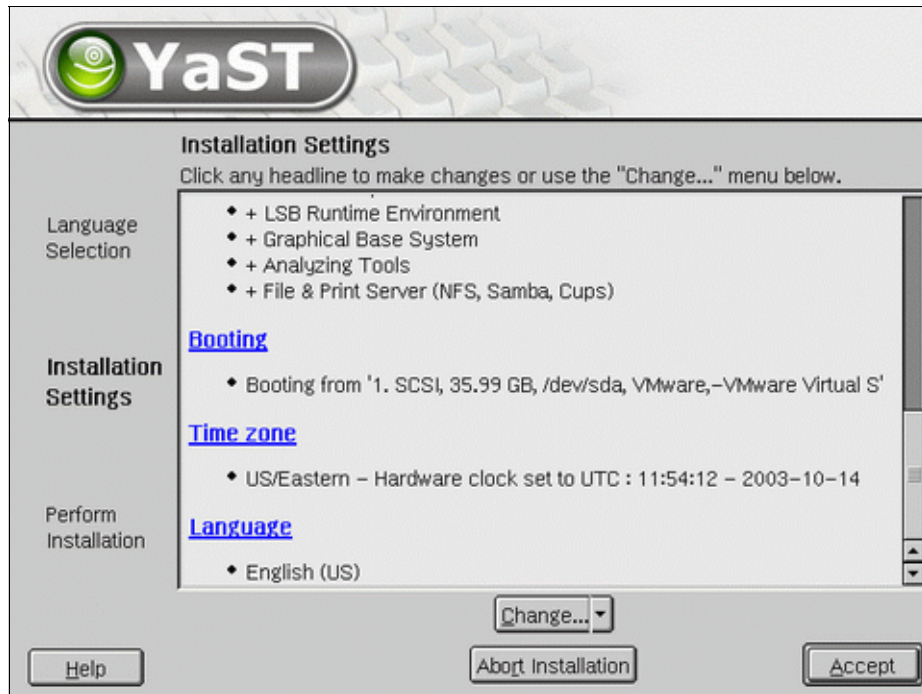 YaST
Installation Settings
Click any headline to make changes or use the "Change..." menu below.
Language
Selection
Installation
Settings
Perform
Installation
+ LSB Runtime Environment
+ Graphical Base System
+ Analyzing Tools
+ File & Print Server (NFS, Samba, Cups)
Booting
Booting from '1. SCSI, 35.99 GB, /dev/sda, VMware,-VMware Virtual S'
Time zone
US/Eastern - Hardware clock set to UTC : 11:54:12 - 2003-10-14
Language
English (US)
Change...
Help
Abort Installation
Accept